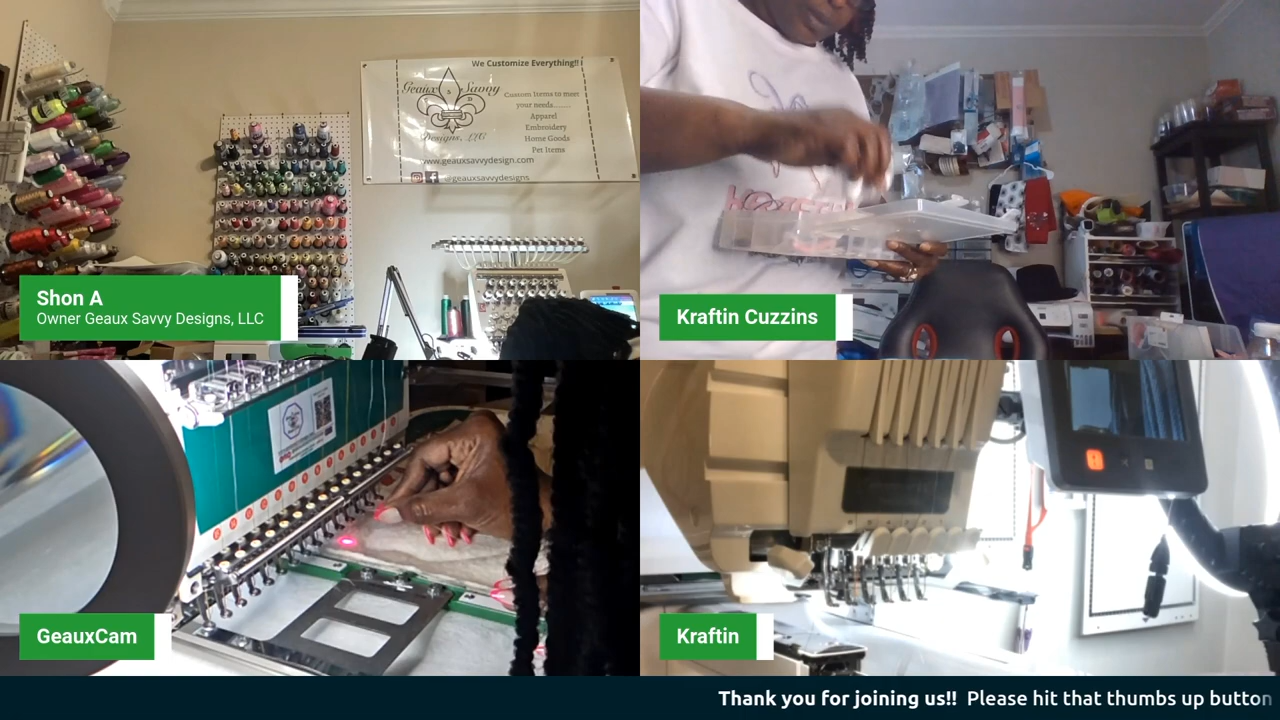 We Customize Everything!!
Geaux Savvy
S
Designs, LLC
Custom Items to meet
your needs.........
Apparel
Embroidery
Home Goods
Pet Items
www.geauxsavvydesign.com
@geauxsavvydesigns
Shon A
Owner Geaux Savvy Designs, LLC
Kraftin Cuzzins
GeauxCam
Kraftin
Thank you for joining us!! Please hit that thumbs up button